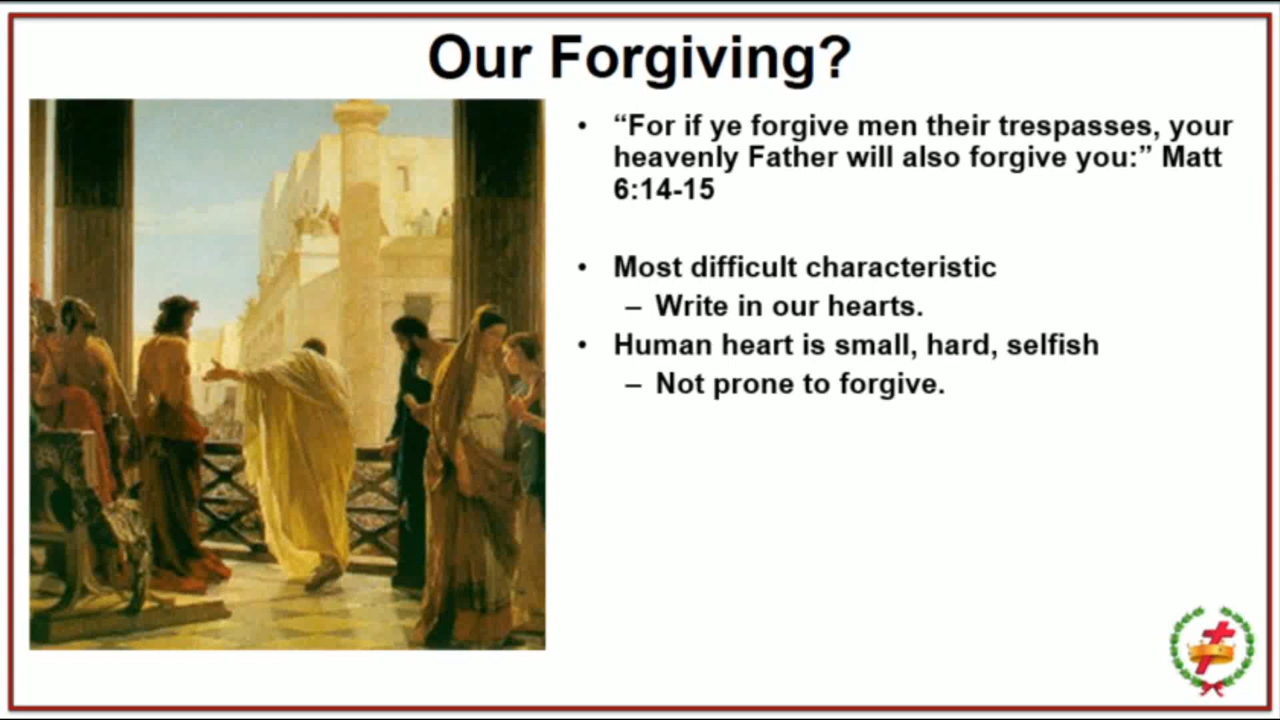 Our Forgiving?
• “For if ye forgive men their trespasses, your
heavenly Father will also forgive you:” Matt
6:14-15
• Most difficult characteristic
– Write in our hearts.
• Human heart is small, hard, selfish
– Not prone to forgive.